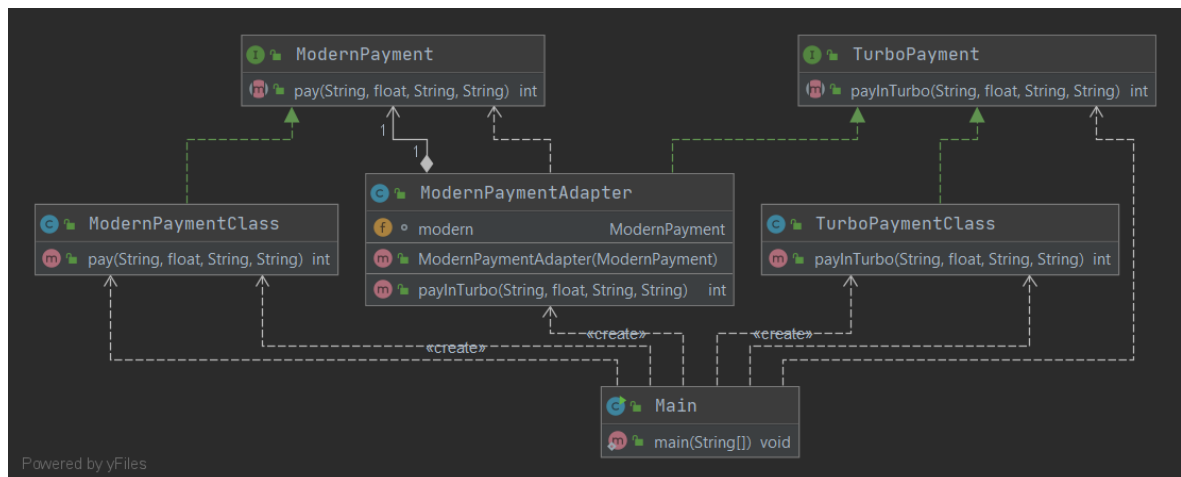 ModernPayment
pay(String, float, String, String) int
TurboPayment
payInTurbo(String, float, String, String) int
1
1
ModernPaymentClass
pay(String, float, String, String) int
ModernPaymentAdapter
modern ModernPayment
ModernPaymentAdapter(ModernPayment)
payInTurbo(String, float, String, String) int
TurboPaymentClass
payInTurbo(String, float, String, String) int
«create»
«create»
«create»
Main
main(String[]) void
Powered by yFiles